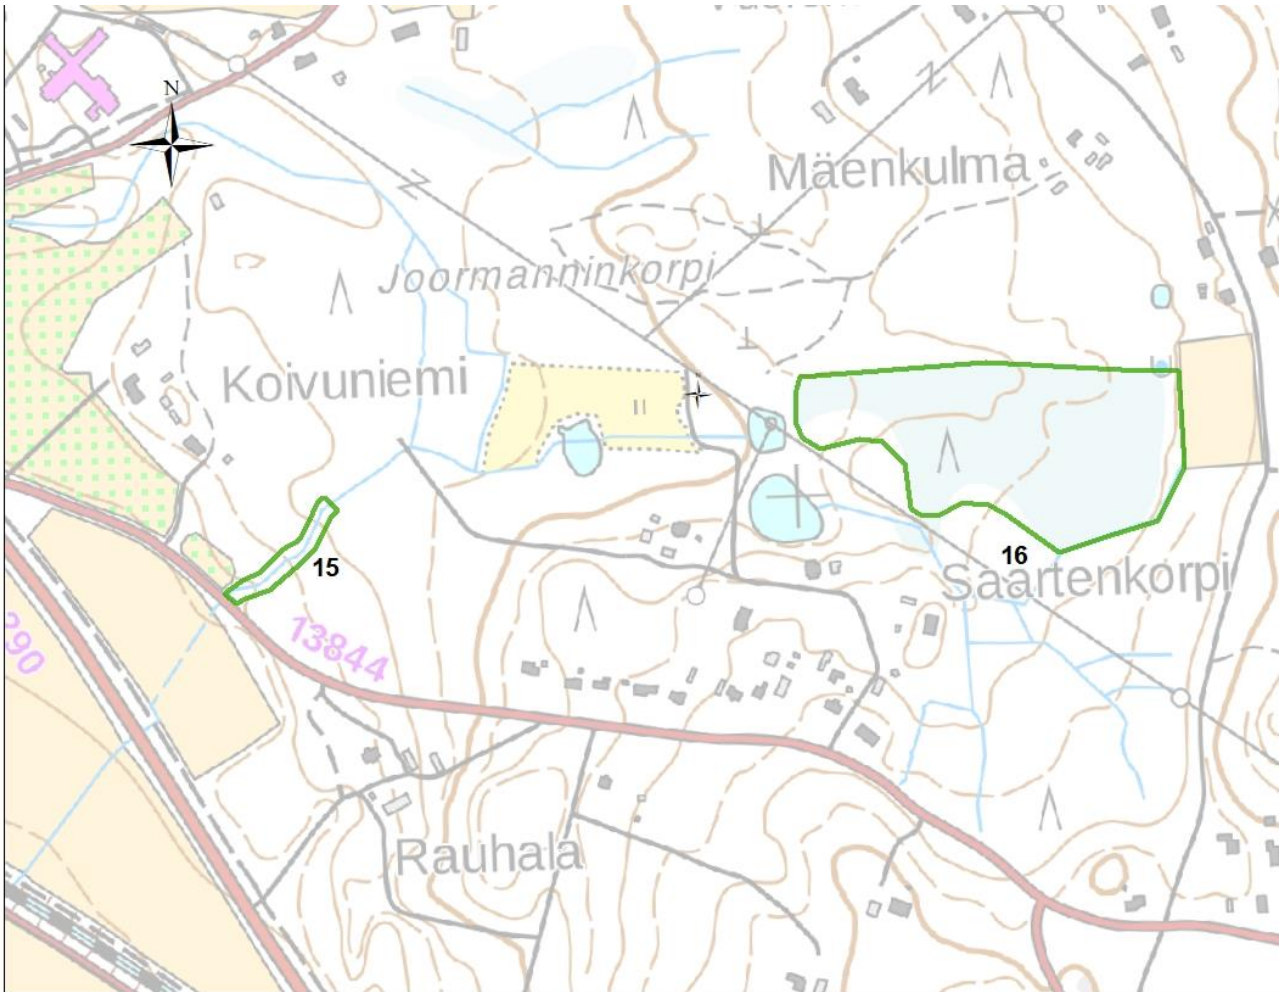 N
Mäenkulma
Joormanninkorpi
Koivuniemi
15
16
Saartenkorpi
13844
290
Rauhala